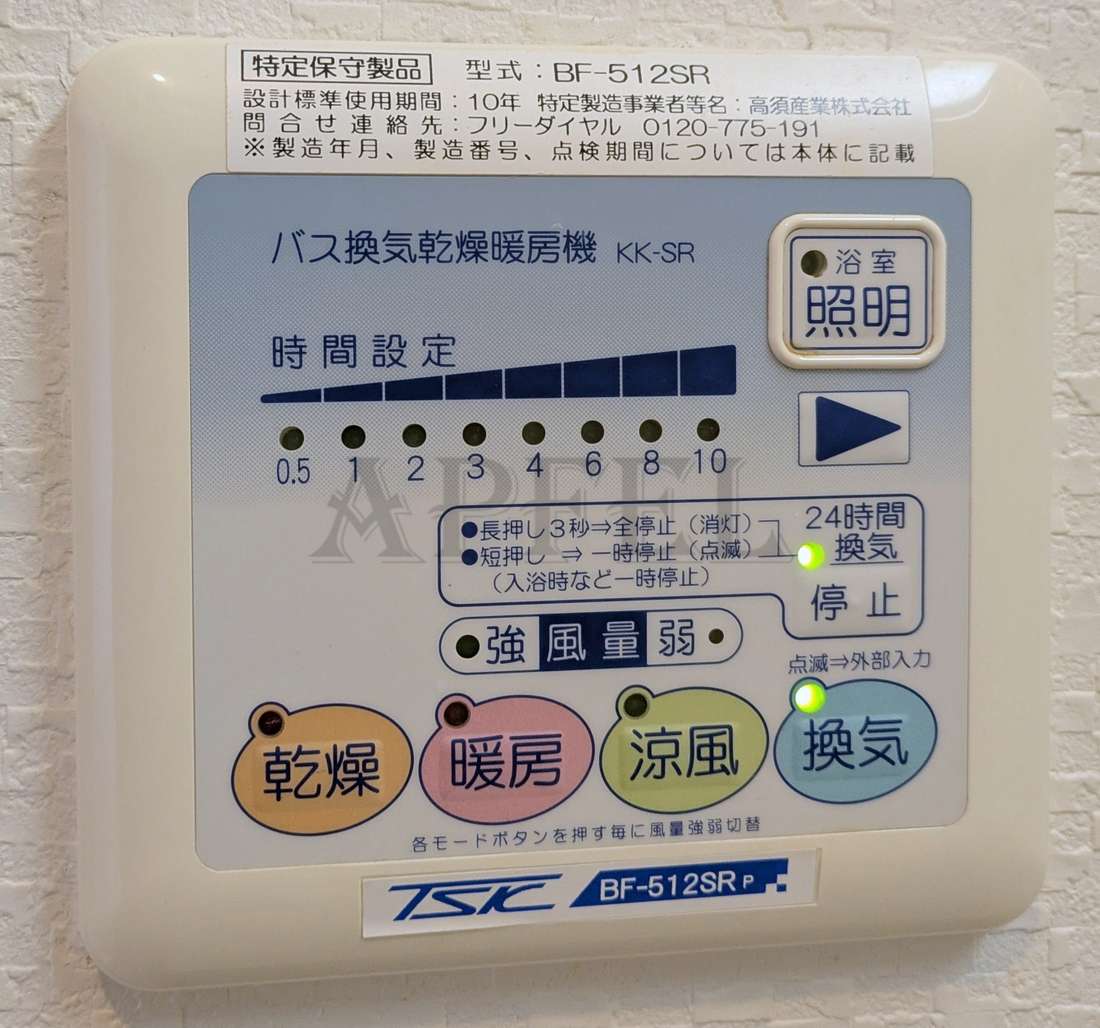 特定保守製品 型式：BF-512SR
設計標準使用期間：10年 特定製造事業者等名：高須産業株式会社
問合せ連絡先：フリーダイヤル 0120-775-191
※製造年月、製造番号、点検期間については本体に記載
バス換気乾燥暖房機 KK-SR
浴室
照明
時間設定
0.5 1 2 3 4 6 8 10
APFEL
●長押し3秒⇒全停止（消灯）
●短押し ⇒ 一時停止（点滅）
（入浴時など一時停止）
24時間
換気
停止
強 風量 弱
点滅⇒外部入力
乾燥 暖房 涼風 換気
各モードボタンを押す毎に風量強弱切替
TSK BF-512SR P